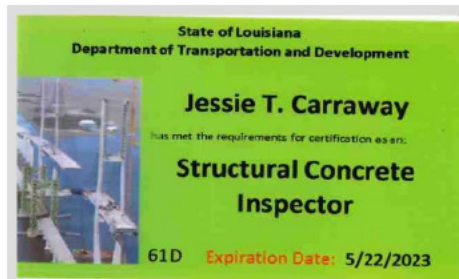 State of Louisiana
Department of Transportation and Development
Jessie T. Carraway
has met the requirements for certification as an:
Structural Concrete
Inspector
61D Expiration Date: 5/22/2023